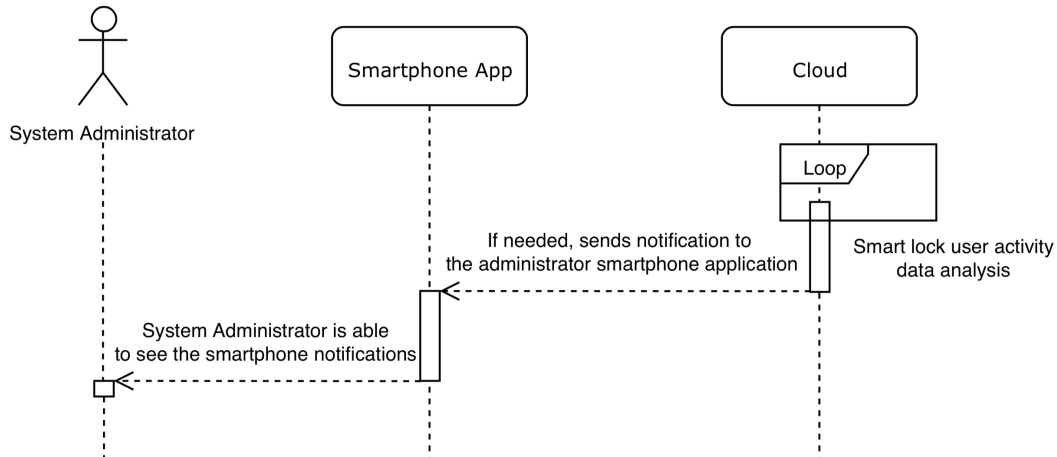 Smartphone App
Cloud
System Administrator
Loop
If needed, sends notification to
the administrator smartphone application
Smart lock user activity
data analysis
System Administrator is able
to see the smartphone notifications